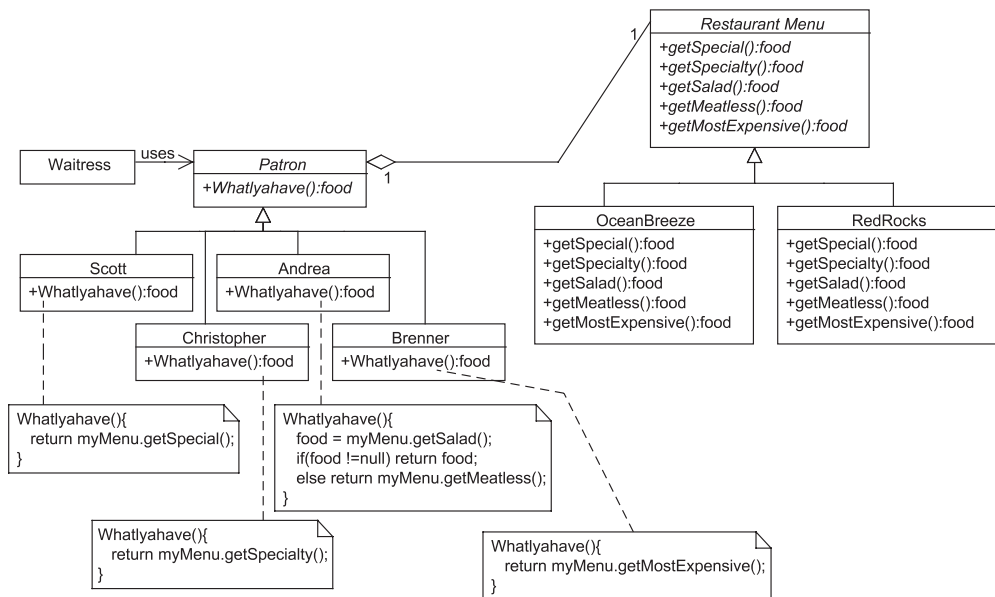 Restaurant Menu
+getSpecial():food
+getSpecialty():food
+getSalad():food
+getMeatless():food
+getMostExpensive():food
1
Waitress
uses
Patron
+Whatlyahave():food
1
OceanBreeze
+getSpecial():food
+getSpecialty():food
+getSalad():food
+getMeatless():food
+getMostExpensive():food
RedRocks
+getSpecial():food
+getSpecialty():food
+getSalad():food
+getMeatless():food
+getMostExpensive():food
Scott
+Whatlyahave():food
Andrea
+Whatlyahave():food
Christopher
+Whatlyahave():food
Brenner
+Whatlyahave():food
Whatlyahave(){
return myMenu.getSpecial();
}
Whatlyahave(){
food = myMenu.getSalad();
if(food !=null) return food;
else return myMenu.getMeatless();
}
Whatlyahave(){
return myMenu.getSpecialty();
}
Whatlyahave(){
return myMenu.getMostExpensive();
}